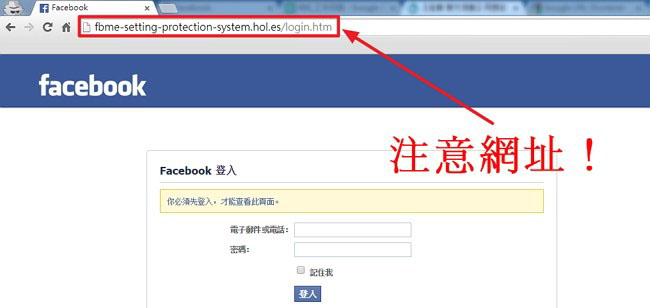 Facebook
fbme-setting-protection-system.hol.es/login.htm
facebook
注意網址！
Facebook 登入
你必須先登入，才能查看此頁面。
電子郵件或電話:
密碼:
記住我
登入